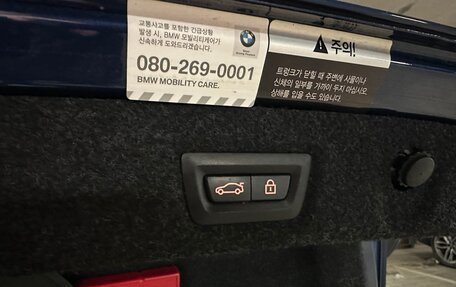 교통사고를 포함한 긴급상황
발생 시, BMW 모빌리티케어가
신속하게 도와드리겠습니다.
080-269-0001
BMW MOBILITY CARE.
주의!
트렁크가 닫힐 때 주변에 사물이나
신체의 일부를 가까이 두지 마십시오.
상해를 입을 수도 있습니다.